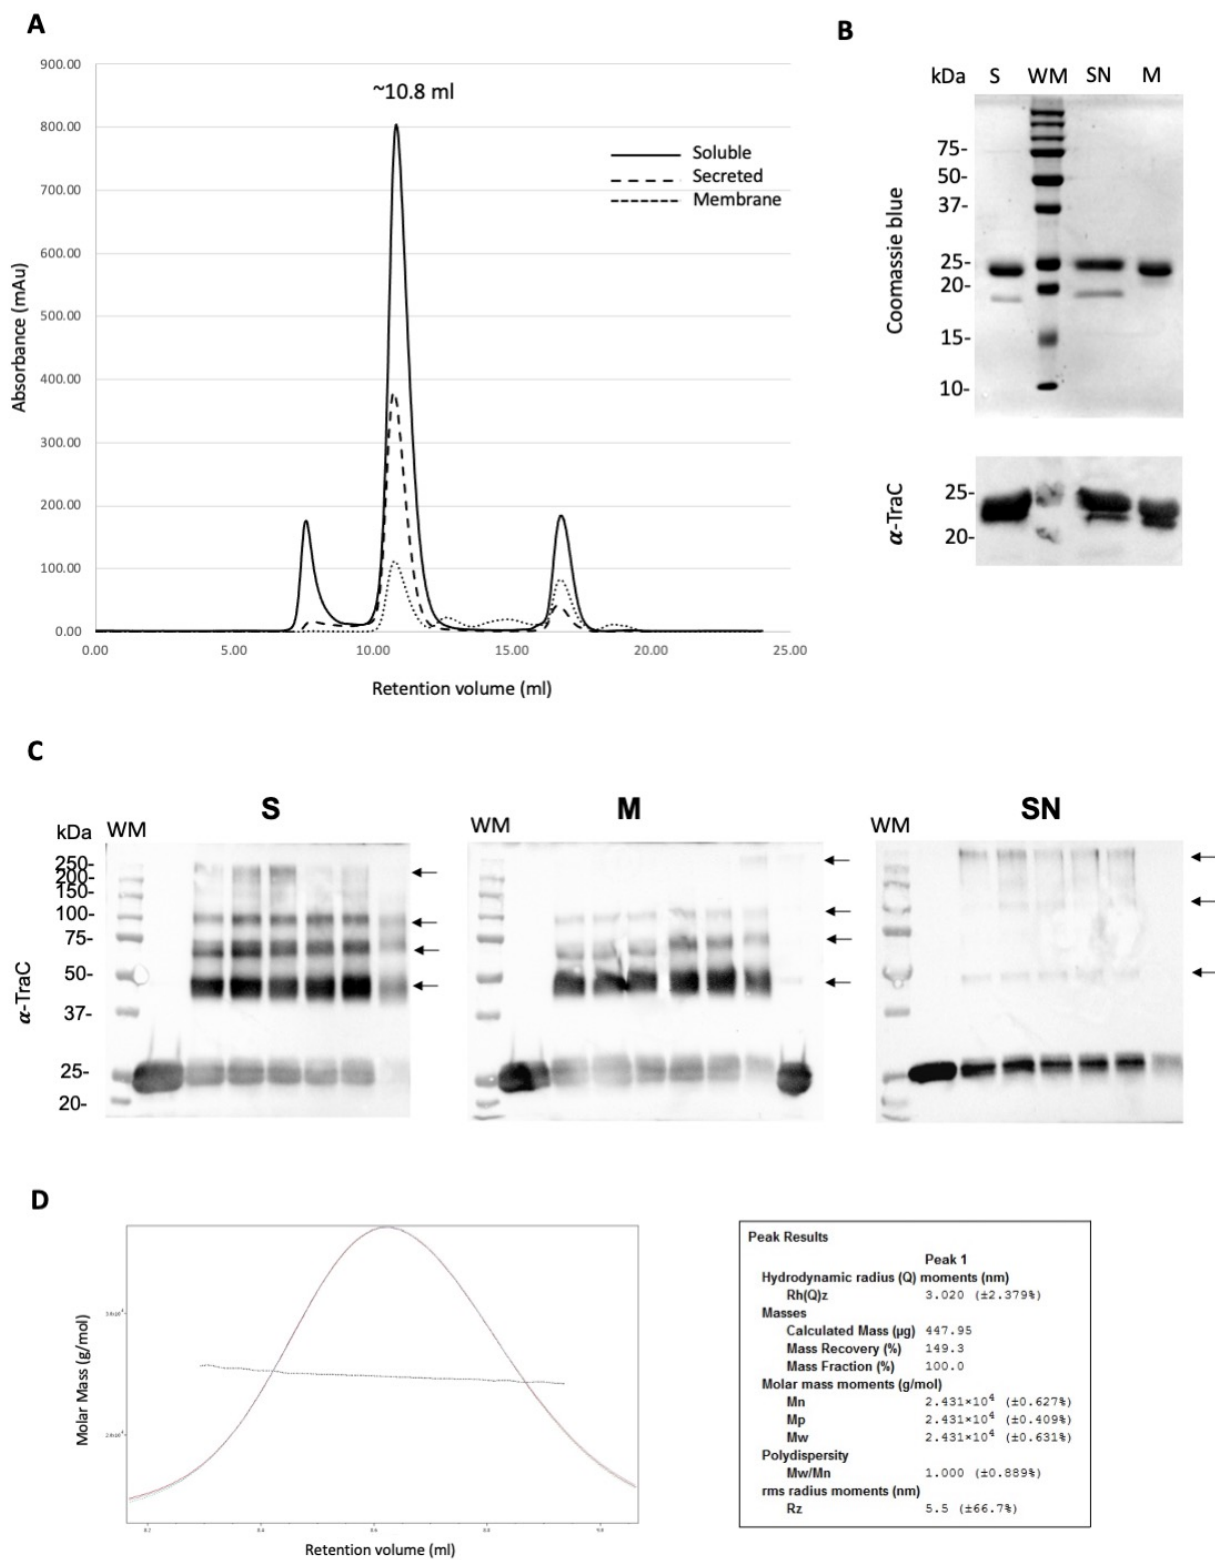 A
~10.8 ml
900.00
800.00
700.00
600.00
500.00
400.00
300.00
200.00
100.00
0.00
Absorbance (mAu)
Soluble
Secreted
Membrane
0.00 5.00 10.00 15.00 20.00 25.00
Retention volume (ml)
B
kDa S WM SN M
75-
50-
37-
25-
20-
15-
10-
Coomassie blue
25-
20-
α-TraC
C
S M SN
kDa WM WM WM
250-
200-
150-
100-
75-
50-
37-
25-
20-
α-TraC
D
Molar Mass (g/mol)
Retention volume (ml)
Peak Results
Peak 1
Hydrodynamic radius (Q) moments (nm)
Rh(Q)z 3.020 (±2.379%)
Masses
Calculated Mass (µg) 447.95
Mass Recovery (%) 149.3
Mass Fraction (%) 100.0
Molar mass moments (g/mol)
Mn 2.431×10⁴ (±0.627%)
Mp 2.431×10⁴ (±0.409%)
Mw 2.431×10⁴ (±0.631%)
Polydispersity
Mw/Mn 1.000 (±0.889%)
rms radius moments (nm)
Rz 5.5 (±66.7%)